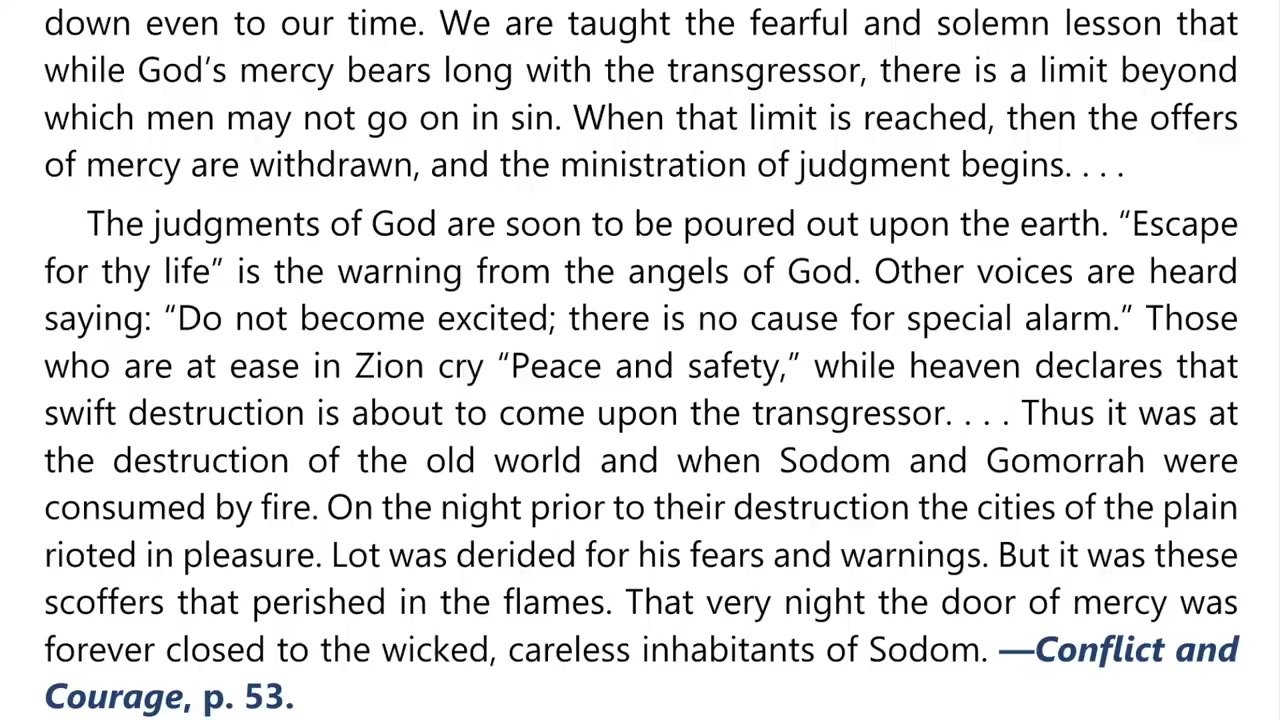 down even to our time. We are taught the fearful and solemn lesson that
while God’s mercy bears long with the transgressor, there is a limit beyond
which men may not go on in sin. When that limit is reached, then the offers
of mercy are withdrawn, and the ministration of judgment begins. . . .
The judgments of God are soon to be poured out upon the earth. “Escape
for thy life” is the warning from the angels of God. Other voices are heard
saying: “Do not become excited; there is no cause for special alarm.” Those
who are at ease in Zion cry “Peace and safety,” while heaven declares that
swift destruction is about to come upon the transgressor. . . . Thus it was at
the destruction of the old world and when Sodom and Gomorrah were
consumed by fire. On the night prior to their destruction the cities of the plain
rioted in pleasure. Lot was derided for his fears and warnings. But it was these
scoffers that perished in the flames. That very night the door of mercy was
forever closed to the wicked, careless inhabitants of Sodom. —Conflict and
Courage, p. 53.